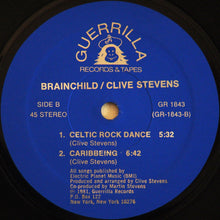 GUERRILLA
RECORDS & TAPES
BRAINCHILD / CLIVE STEVENS
SIDE B
45 STEREO
GR 1843
(GR-1843-B)
1. CELTIC ROCK DANCE 5:32
(Clive Stevens)
2. CARIBBEING 6:42
(Clive Stevens)
All songs published by
Electric Planet Music (BMI)
Produced and arranged by Clive Stevens
Co-produced by Martin Stevens
© 1981, Guerrilla Records
P.O. Box 122
New York, New York 10276